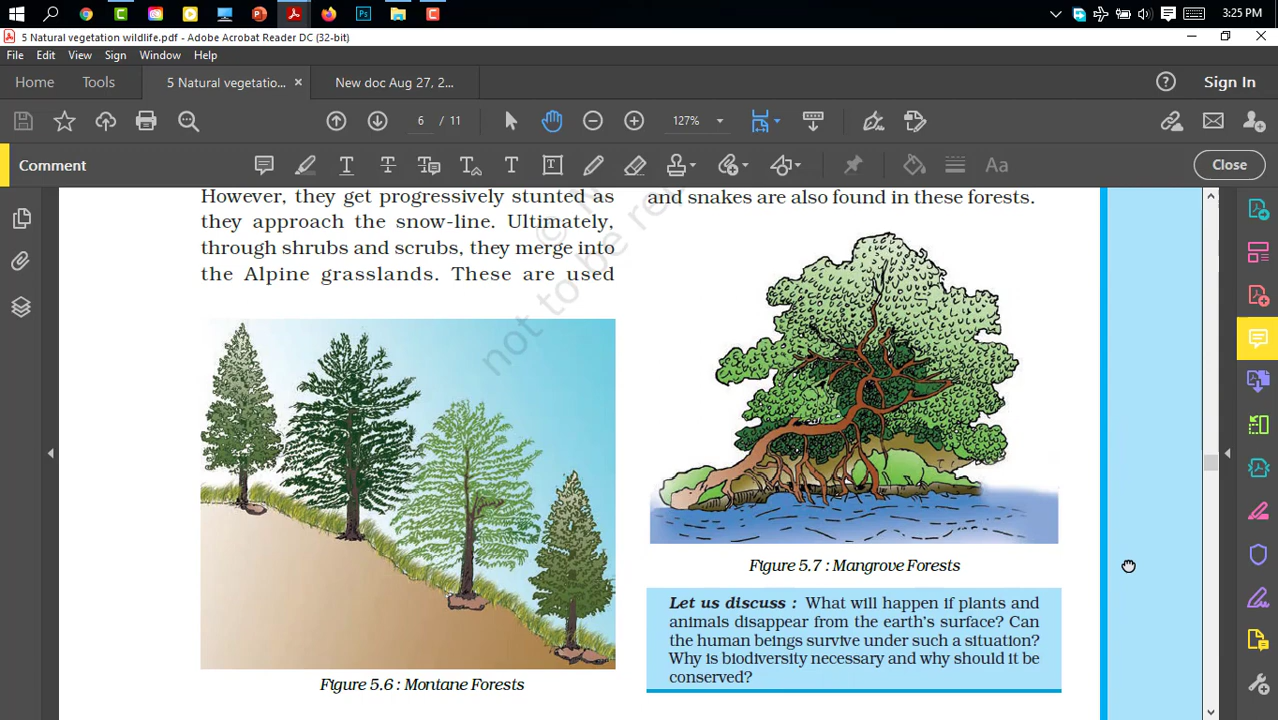 3:25 PM
5 Natural vegetation wildlife.pdf - Adobe Acrobat Reader DC (32-bit)
File Edit View Sign Window Help
Home Tools 5 Natural vegetatio... × New doc Aug 27, 2... Sign In
6 / 11 127%
Comment Close
However, they get progressively stunted as
they approach the snow-line. Ultimately,
through shrubs and scrubs, they merge into
the Alpine grasslands. These are used
Figure 5.6 : Montane Forests
and snakes are also found in these forests.
Figure 5.7 : Mangrove Forests
Let us discuss : What will happen if plants and
animals disappear from the earth's surface? Can
the human beings survive under such a situation?
Why is biodiversity necessary and why should it be
conserved?
not to be